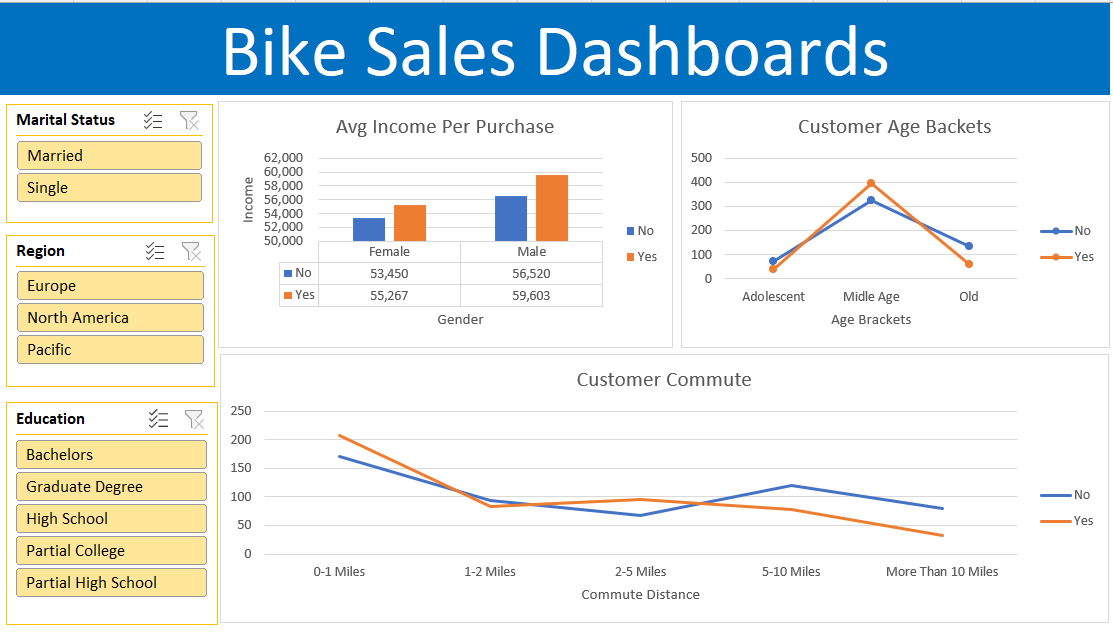 Bike Sales Dashboards
Marital Status
Married
Single
Region
Europe
North America
Pacific
Education
Bachelors
Graduate Degree
High School
Partial College
Partial High School
Avg Income Per Purchase
Income
62,000
60,000
58,000
56,000
54,000
52,000
50,000
Female Male
No 53,450 56,520
Yes 55,267 59,603
Gender
No
Yes
Customer Age Backets
500
400
300
200
100
0
Adolescent Midle Age Old
Age Brackets
No
Yes
Customer Commute
250
200
150
100
50
0
0-1 Miles 1-2 Miles 2-5 Miles 5-10 Miles More Than 10 Miles
Commute Distance
No
Yes